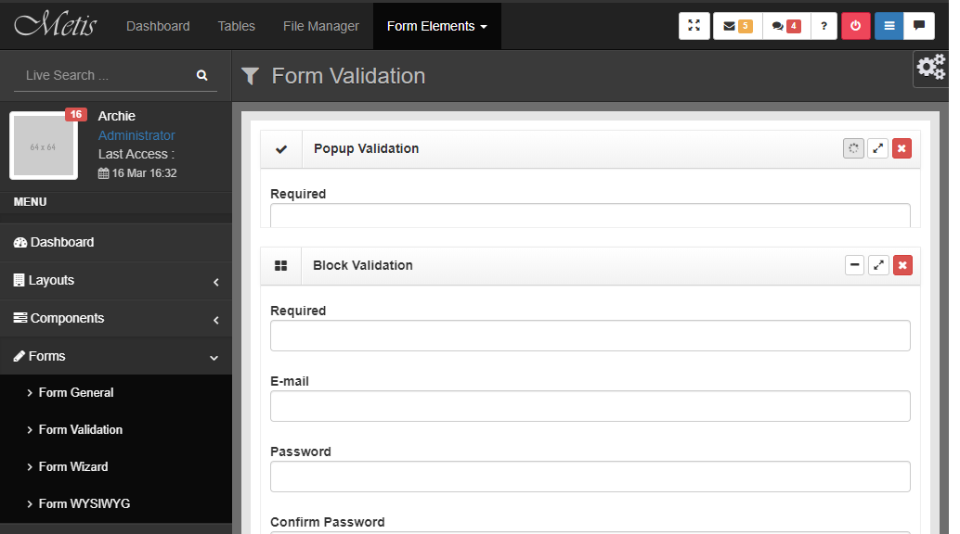 Metis Dashboard Tables File Manager Form Elements 5 4 ?
Live Search ...
Form Validation
64 x 64
16
Archie
Administrator
Last Access :
16 Mar 16:32
MENU
Dashboard
Layouts
Components
Forms
Form General
Form Validation
Form Wizard
Form WYSIWYG
Popup Validation
Required
Block Validation
Required
E-mail
Password
Confirm Password